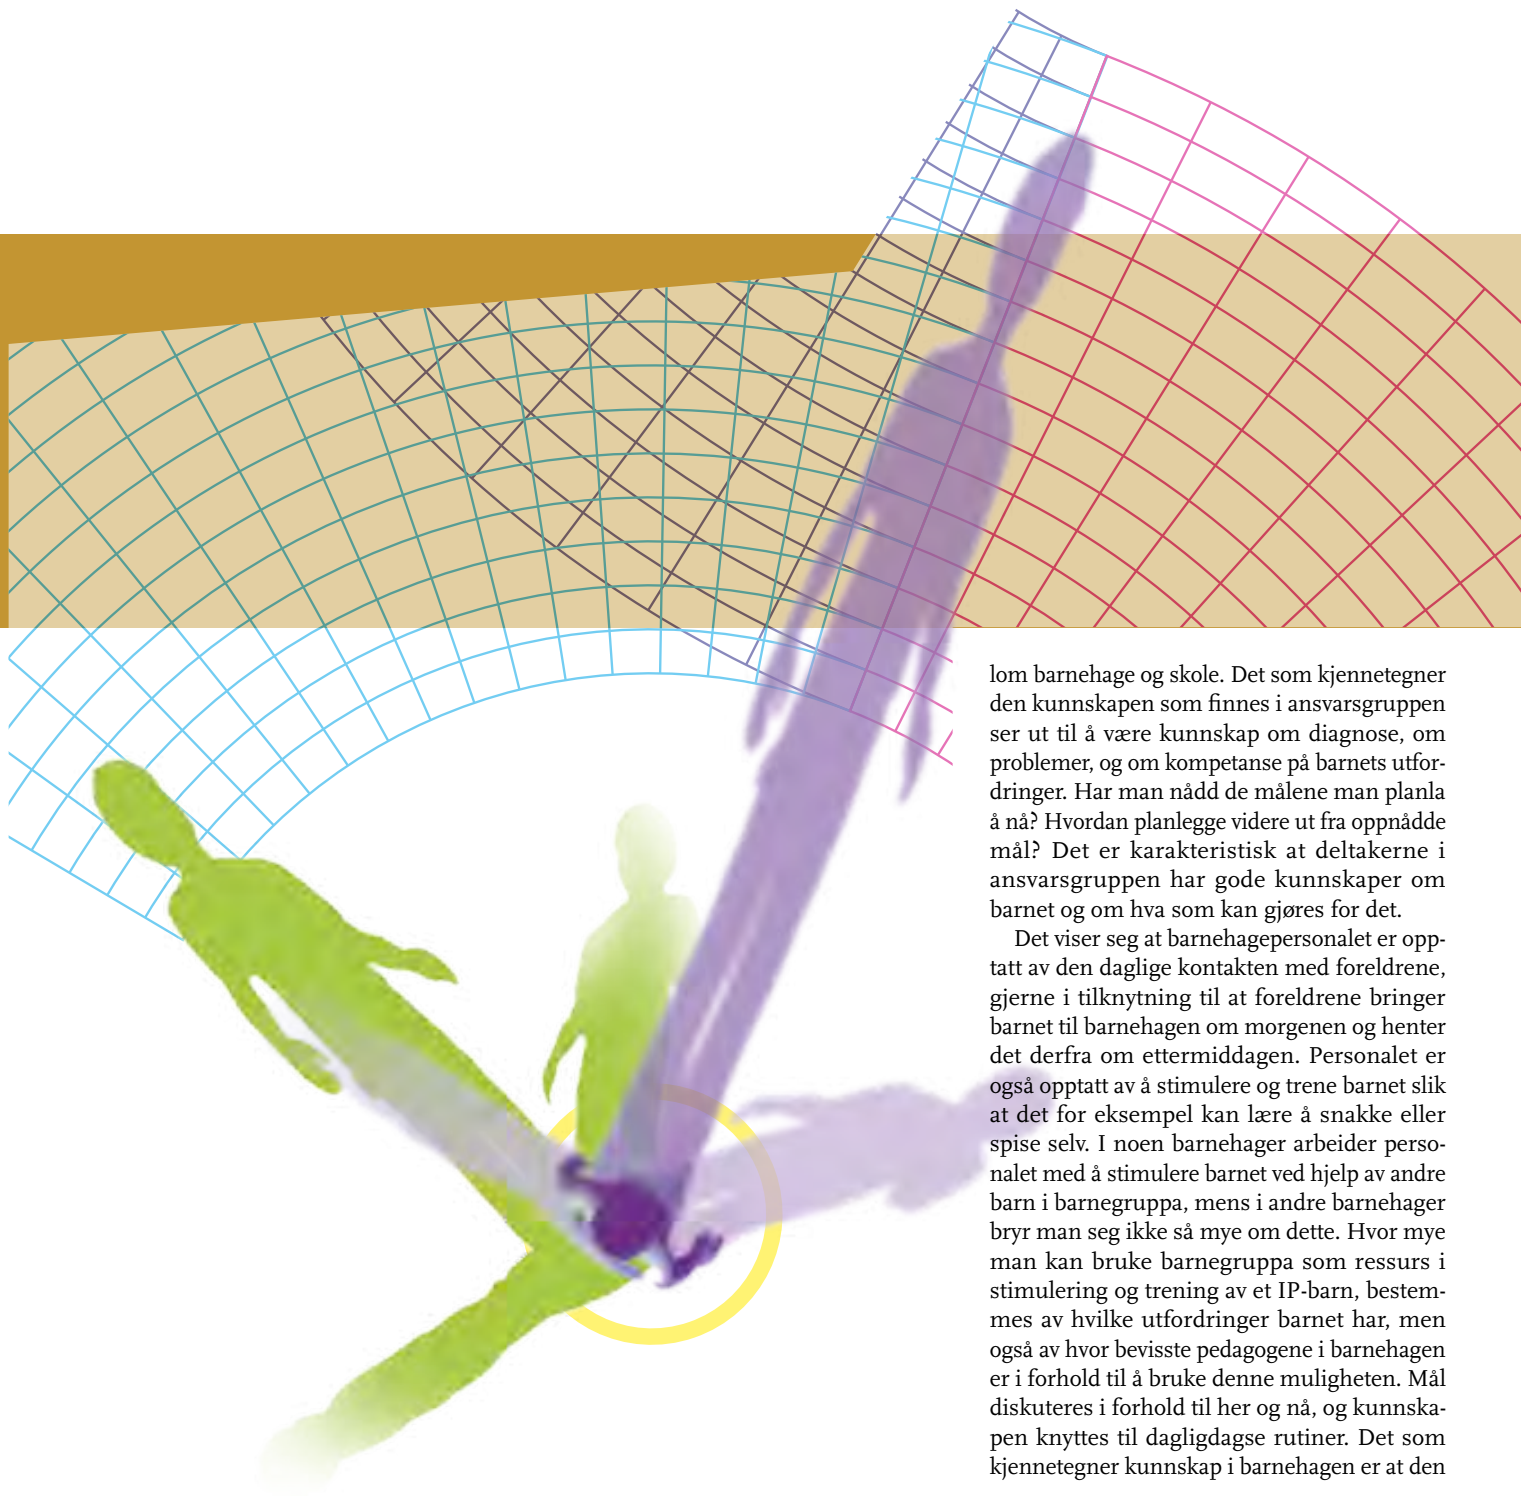 lom barnehage og skole. Det som kjennetegner
den kunnskapen som finnes i ansvarsgruppen
ser ut til å være kunnskap om diagnose, om
problemer, og om kompetanse på barnets utfor-
dringer. Har man nådd de målene man planla
å nå? Hvordan planlegge videre ut fra oppnådde
mål? Det er karakteristisk at deltakerne i
ansvarsgruppen har gode kunnskaper om
barnet og om hva som kan gjøres for det.
Det viser seg at barnehagepersonalet er opp-
tatt av den daglige kontakten med foreldrene,
gjerne i tilknytning til at foreldrene bringer
barnet til barnehagen om morgenen og henter
det derfra om ettermiddagen. Personalet er
også opptatt av å stimulere og trene barnet slik
at det for eksempel kan lære å snakke eller
spise selv. I noen barnehager arbeider perso-
nalet med å stimulere barnet ved hjelp av andre
barn i barnegruppa, mens i andre barnehager
bryr man seg ikke så mye om dette. Hvor mye
man kan bruke barnegruppa som ressurs i
stimulering og trening av et IP-barn, bestem-
mes av hvilke utfordringer barnet har, men
også av hvor bevisste pedagogene i barnehagen
er i forhold til å bruke denne muligheten. Mål
diskuteres i forhold til her og nå, og kunnska-
pen knyttes til dagligdagse rutiner. Det som
kjennetegner kunnskap i barnehagen er at den